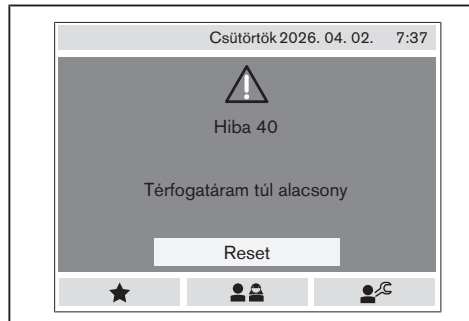 Csütörtök 2026. 04. 02. 7:37
Hiba 40
Térfogatáram túl alacsony
Reset